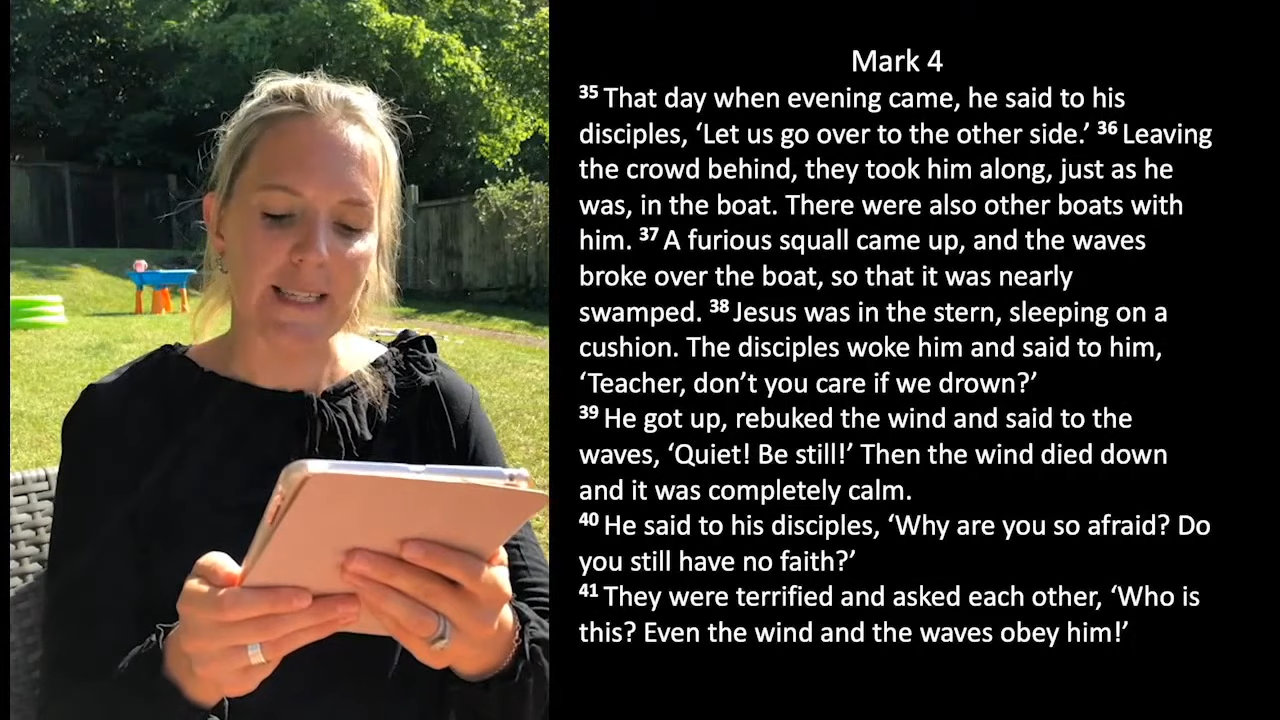 Mark 4
³⁵ That day when evening came, he said to his
disciples, ‘Let us go over to the other side.’ ³⁶ Leaving
the crowd behind, they took him along, just as he
was, in the boat. There were also other boats with
him. ³⁷ A furious squall came up, and the waves
broke over the boat, so that it was nearly
swamped. ³⁸ Jesus was in the stern, sleeping on a
cushion. The disciples woke him and said to him,
‘Teacher, don’t you care if we drown?’
³⁹ He got up, rebuked the wind and said to the
waves, ‘Quiet! Be still!’ Then the wind died down
and it was completely calm.
⁴⁰ He said to his disciples, ‘Why are you so afraid? Do
you still have no faith?’
⁴¹ They were terrified and asked each other, ‘Who is
this? Even the wind and the waves obey him!’